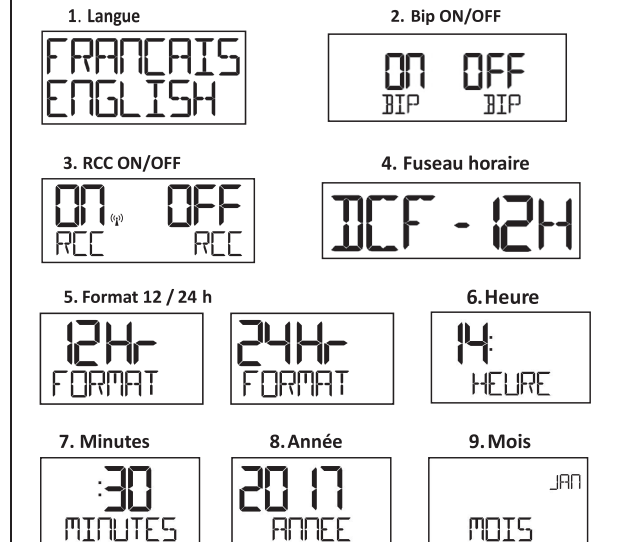 1. Langue
FRANCAIS
ENGLISH
2. Bip ON/OFF
ON OFF
BIP BIP
3. RCC ON/OFF
ON OFF
RCC RCC
4. Fuseau horaire
DCF - 12H
5. Format 12 / 24 h
12Hr
FORMAT
24Hr
FORMAT
6. Heure
14:
HEURE
7. Minutes
:30
MINUTES
8. Année
2017
ANNEE
9. Mois
JAN
MOIS